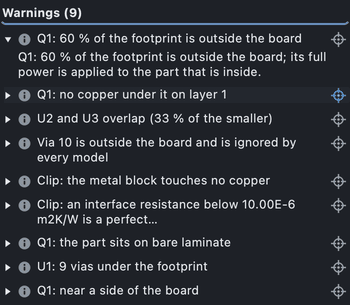 Warnings (9)
Q1: 60 % of the footprint is outside the board
Q1: 60 % of the footprint is outside the board; its full
power is applied to the part that is inside.
Q1: no copper under it on layer 1
U2 and U3 overlap (33 % of the smaller)
Via 10 is outside the board and is ignored by
every model
Clip: the metal block touches no copper
Clip: an interface resistance below 10.00E-6
m2K/W is a perfect...
Q1: the part sits on bare laminate
U1: 9 vias under the footprint
Q1: near a side of the board